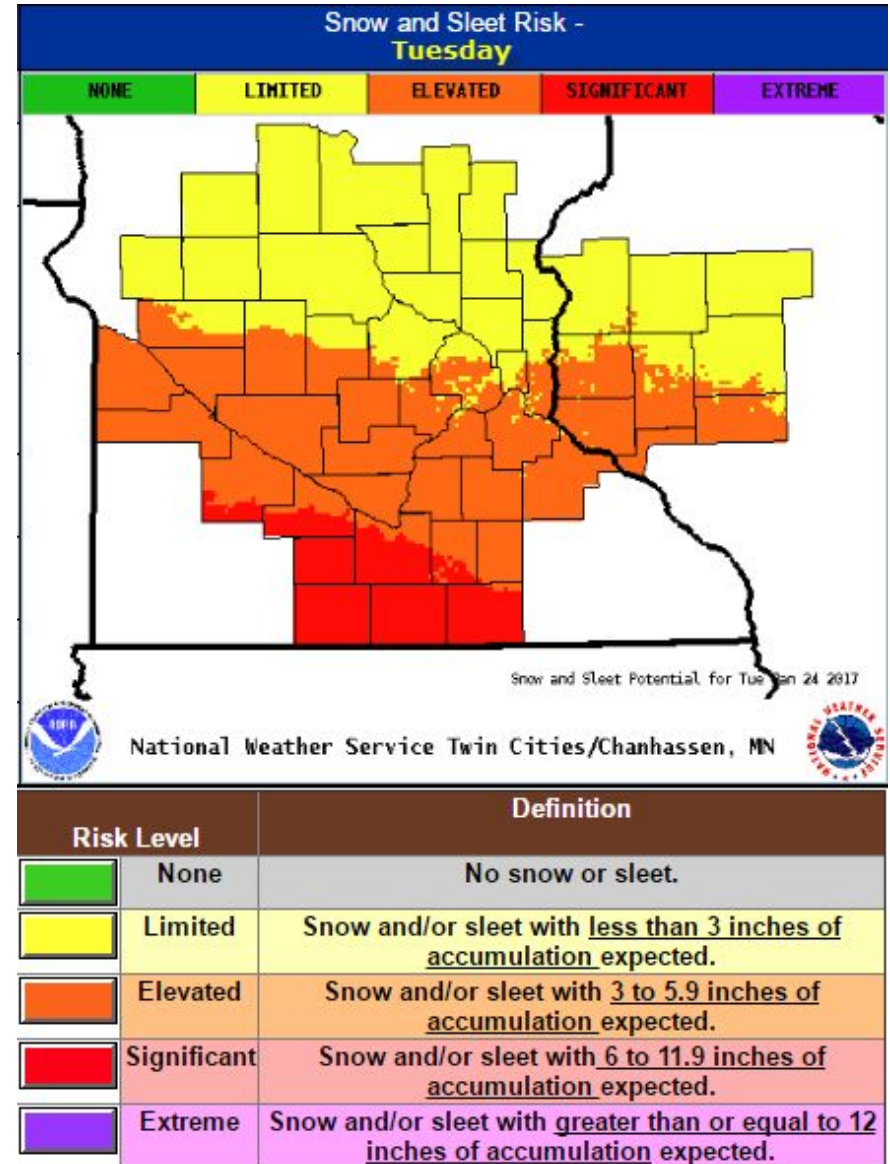 Snow and Sleet Risk -
Tuesday
NONE LIMITED ELEVATED SIGNIFICANT EXTREME
Snow and Sleet Potential for Tue Jan 24 2017
NOAA
National Weather Service Twin Cities/Chanhassen, MN
NATIONAL WEATHER SERVICE
Risk Level
Definition
None
No snow or sleet.
Limited
Snow and/or sleet with less than 3 inches of
accumulation expected.
Elevated
Snow and/or sleet with 3 to 5.9 inches of
accumulation expected.
Significant
Snow and/or sleet with 6 to 11.9 inches of
accumulation expected.
Extreme
Snow and/or sleet with greater than or equal to 12
inches of accumulation expected.